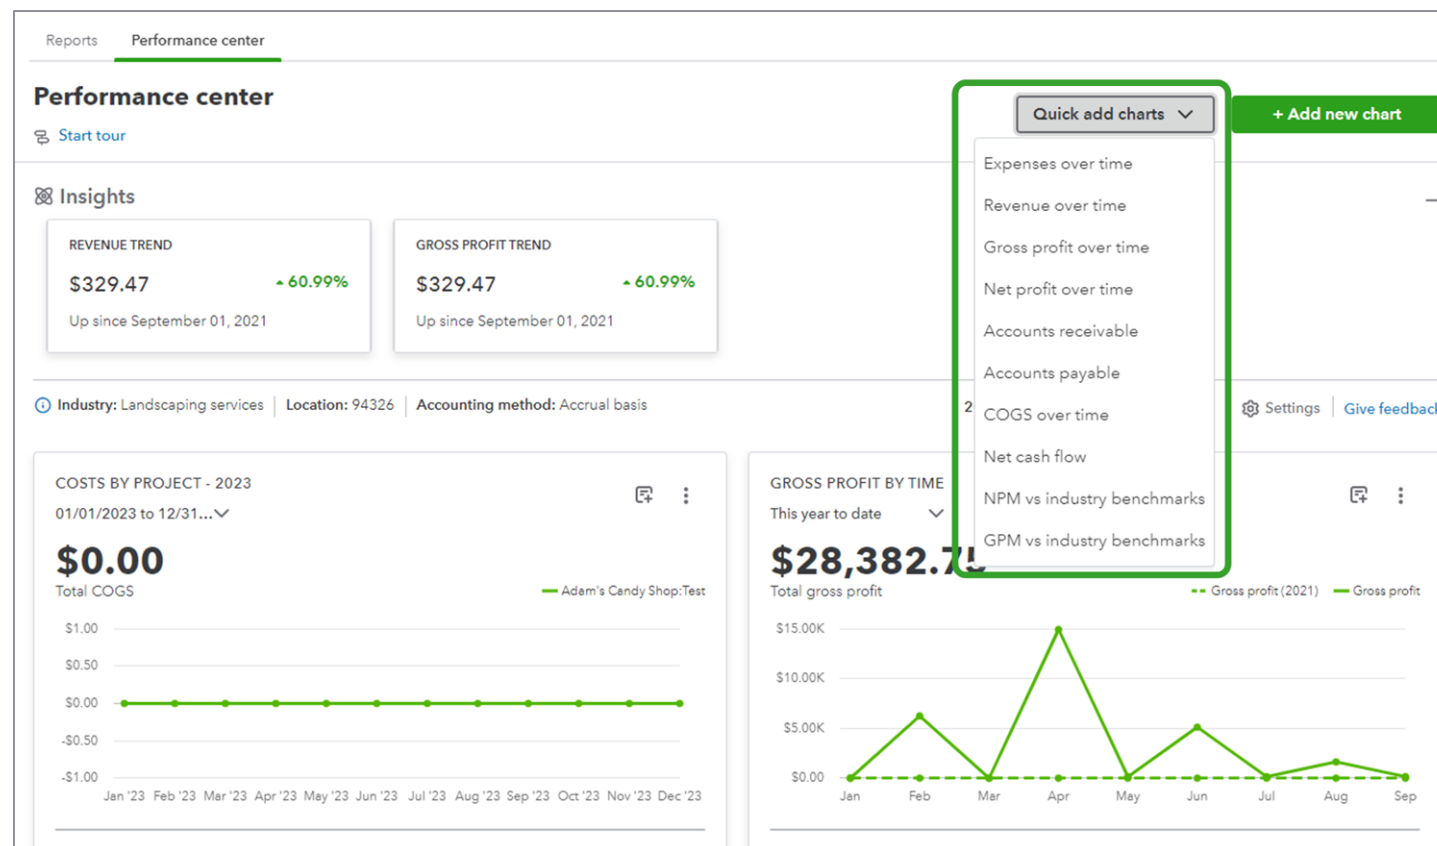 Reports
Performance center
Performance center
Quick add charts
+ Add new chart
Start tour
Expenses over time
Revenue over time
Gross profit over time
Net profit over time
Accounts receivable
Accounts payable
COGS over time
Net cash flow
NPM vs industry benchmarks
GPM vs industry benchmarks
Insights
REVENUE TREND
$329.47
60.99%
Up since September 01, 2021
GROSS PROFIT TREND
$329.47
60.99%
Up since September 01, 2021
Industry: Landscaping services
Location: 94326
Accounting method: Accrual basis
2
Settings
Give feedback
COSTS BY PROJECT - 2023
01/01/2023 to 12/31...
$0.00
Total COGS
Adam's Candy Shop:Test
$1.00
$0.50
$0.00
-$0.50
-$1.00
Jan '23 Feb '23 Mar '23 Apr '23 May '23 Jun '23 Jul '23 Aug '23 Sep '23 Oct '23 Nov '23 Dec '23
GROSS PROFIT BY TIME
This year to date
$28,382.75
Total gross profit
Gross profit (2021)
Gross profit
$15.00K
$10.00K
$5.00K
$0.00
Jan Feb Mar Apr May Jun Jul Aug Sep